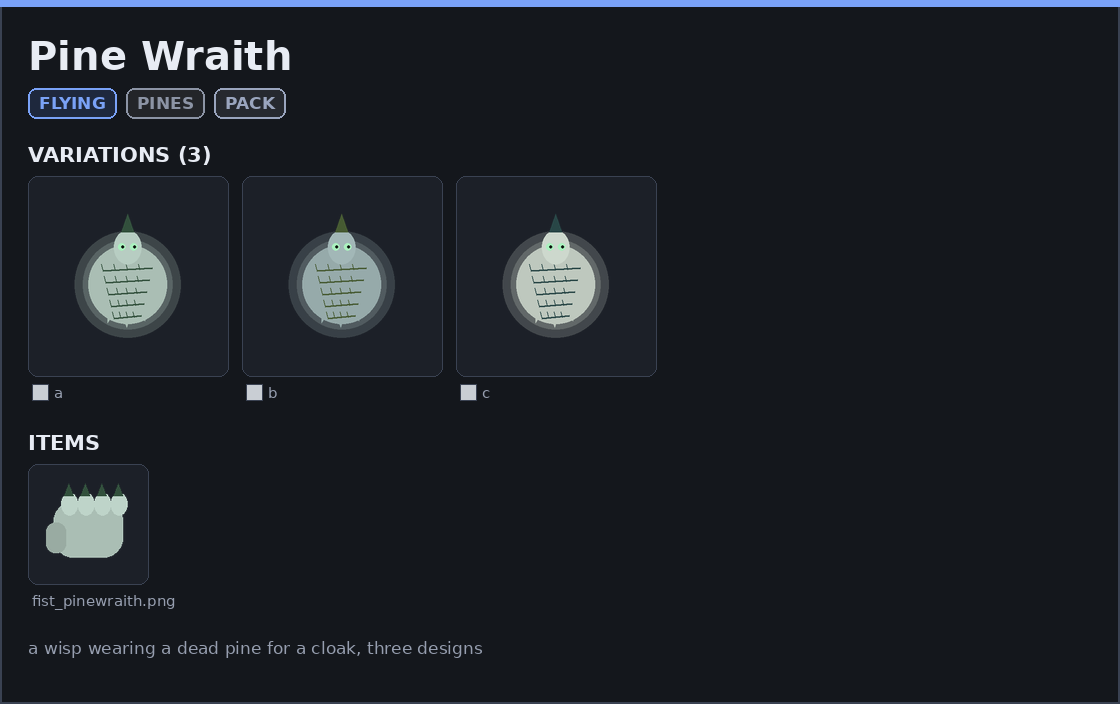 Pine Wraith
FLYING PINES PACK
VARIATIONS (3)
a b c
ITEMS
fist_pinewraith.png
a wisp wearing a dead pine for a cloak, three designs